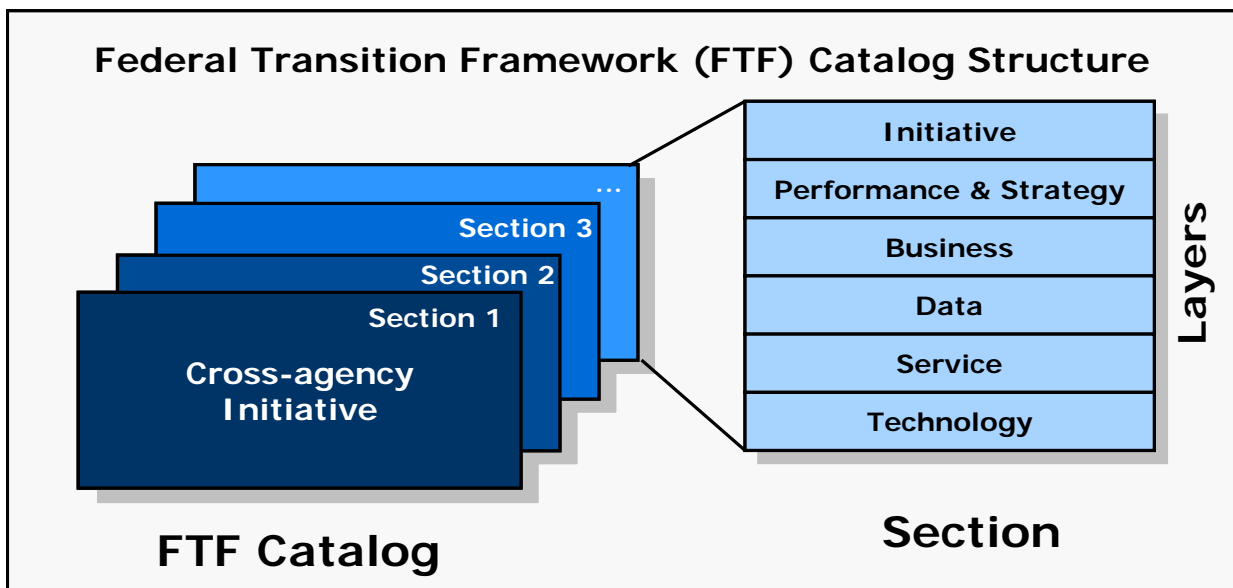 Federal Transition Framework (FTF) Catalog Structure
...
Section 3
Section 2
Section 1
Cross-agency
Initiative
FTF Catalog
Initiative
Performance & Strategy
Business
Data
Service
Technology
Layers
Section